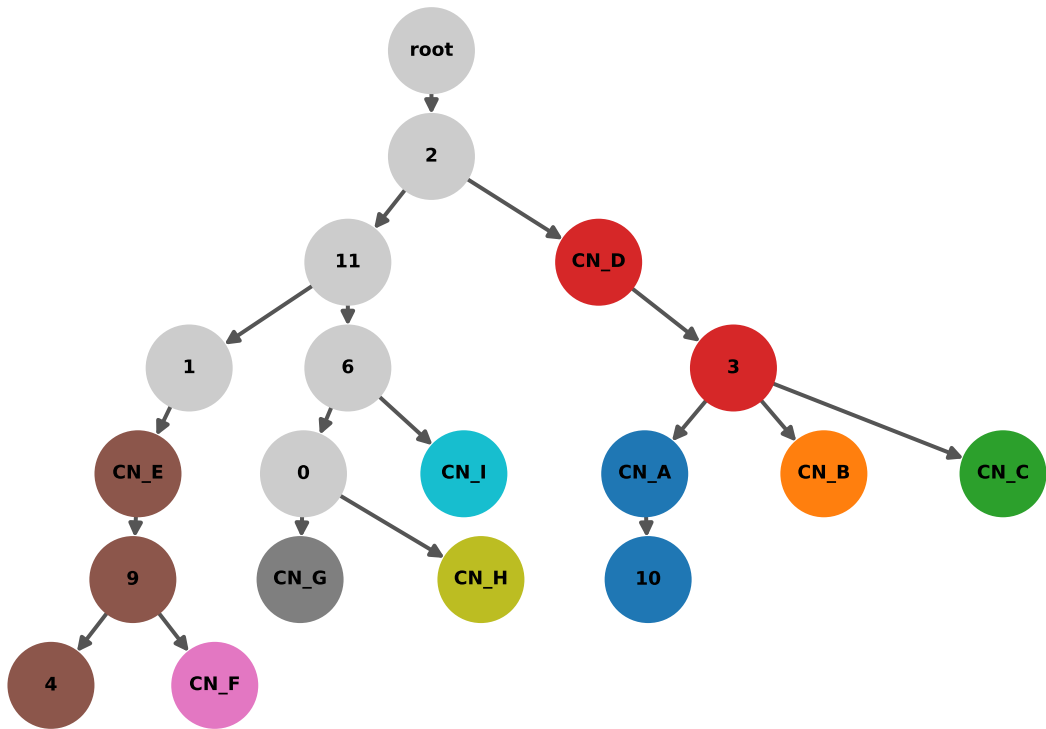 root
2
11
CN_D
1
6
3
CN_E
0
CN_I
CN_A
CN_B
CN_C
9
CN_G
CN_H
10
4
CN_F